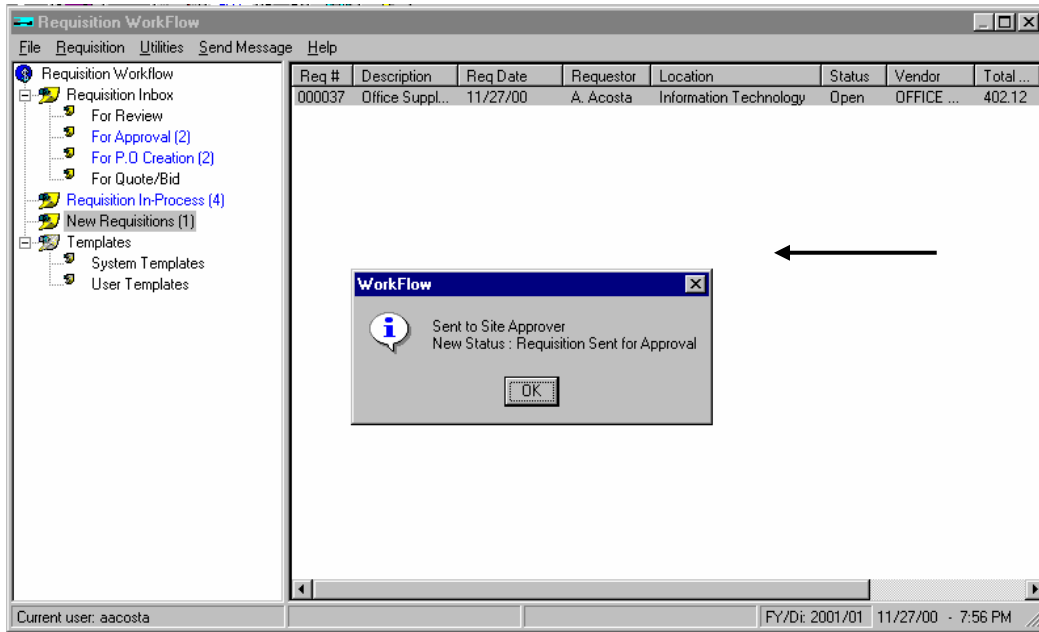 Requisition WorkFlow
File Requisition Utilities Send Message Help
Requisition Workflow
Requisition Inbox
For Review
For Approval (2)
For P.O Creation (2)
For Quote/Bid
Requisition In-Process (4)
New Requisitions (1)
Templates
System Templates
User Templates
Req # Description Req Date Requestor Location Status Vendor Total ...
000037 Office Suppl... 11/27/00 A. Acosta Information Technology Open OFFICE ... 402.12
WorkFlow
Sent to Site Approver
New Status : Requisition Sent for Approval
OK
Current user: aacosta FY/Di: 2001/01 11/27/00 - 7:56 PM